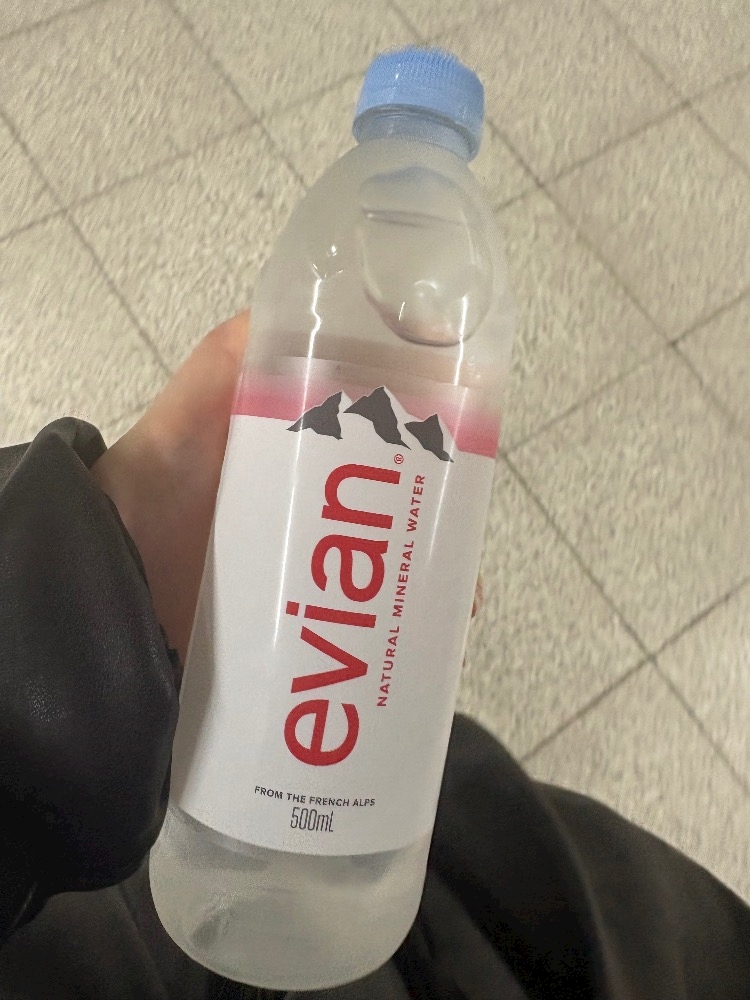 evian®
NATURAL MINERAL WATER
FROM THE FRENCH ALPS
500mL